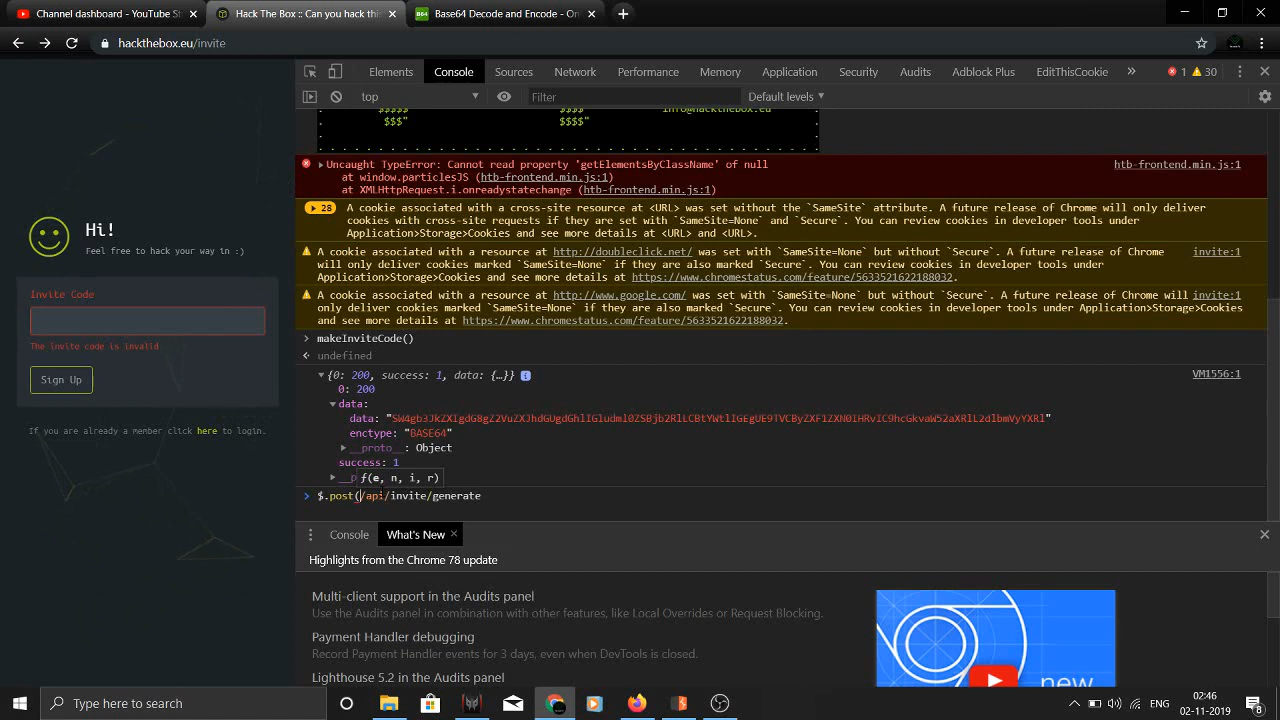 Channel dashboard - YouTube St
Hack The Box :: Can you hack thi
B64
Base64 Decode and Encode - On
hackthebox.eu/invite
Elements
Console
Sources
Network
Performance
Memory
Application
Security
Audits
Adblock Plus
EditThisCookie
1
30
top
Filter
Default levels
$$$$$ $$$$ info@hackthebox.eu
$$$" $$$$"
Uncaught TypeError: Cannot read property 'getElementsByClassName' of null
htb-frontend.min.js:1
at window.particlesJS (htb-frontend.min.js:1)
at XMLHttpRequest.i.onreadystatechange (htb-frontend.min.js:1)
28
A cookie associated with a cross-site resource at <URL> was set without the `SameSite` attribute. A future release of Chrome will only deliver
cookies with cross-site requests if they are set with `SameSite=None` and `Secure`. You can review cookies in developer tools under
Application>Storage>Cookies and see more details at <URL> and <URL>.
A cookie associated with a resource at http://doubleclick.net/ was set with `SameSite=None` but without `Secure`. A future release of Chrome
invite:1
will only deliver cookies marked `SameSite=None` if they are also marked `Secure`. You can review cookies in developer tools under
Application>Storage>Cookies and see more details at https://www.chromestatus.com/feature/5633521622188032.
A cookie associated with a resource at http://www.google.com/ was set with `SameSite=None` but without `Secure`. A future release of Chrome will
invite:1
only deliver cookies marked `SameSite=None` if they are also marked `Secure`. You can review cookies in developer tools under Application>Storage>Cookies
and see more details at https://www.chromestatus.com/feature/5633521622188032.
makeInviteCode()
undefined
{0: 200, success: 1, data: {…}}
VM1556:1
0: 200
data:
data:
enctype: "BASE64"
__proto__: Object
success: 1
__p
f(e, n, i, r)
$.post(/api/invite/generate
Hi!
Feel free to hack your way in :)
Invite Code
The invite code is invalid
Sign Up
If you are already a member click here to login.
Console
What's New
Highlights from the Chrome 78 update
Multi-client support in the Audits panel
Use the Audits panel in combination with other features, like Local Overrides or Request Blocking.
Payment Handler debugging
Record Payment Handler events for 3 days, even when DevTools is closed.
Lighthouse 5.2 in the Audits panel
new
Type here to search
ENG
02:46
02-11-2019
8